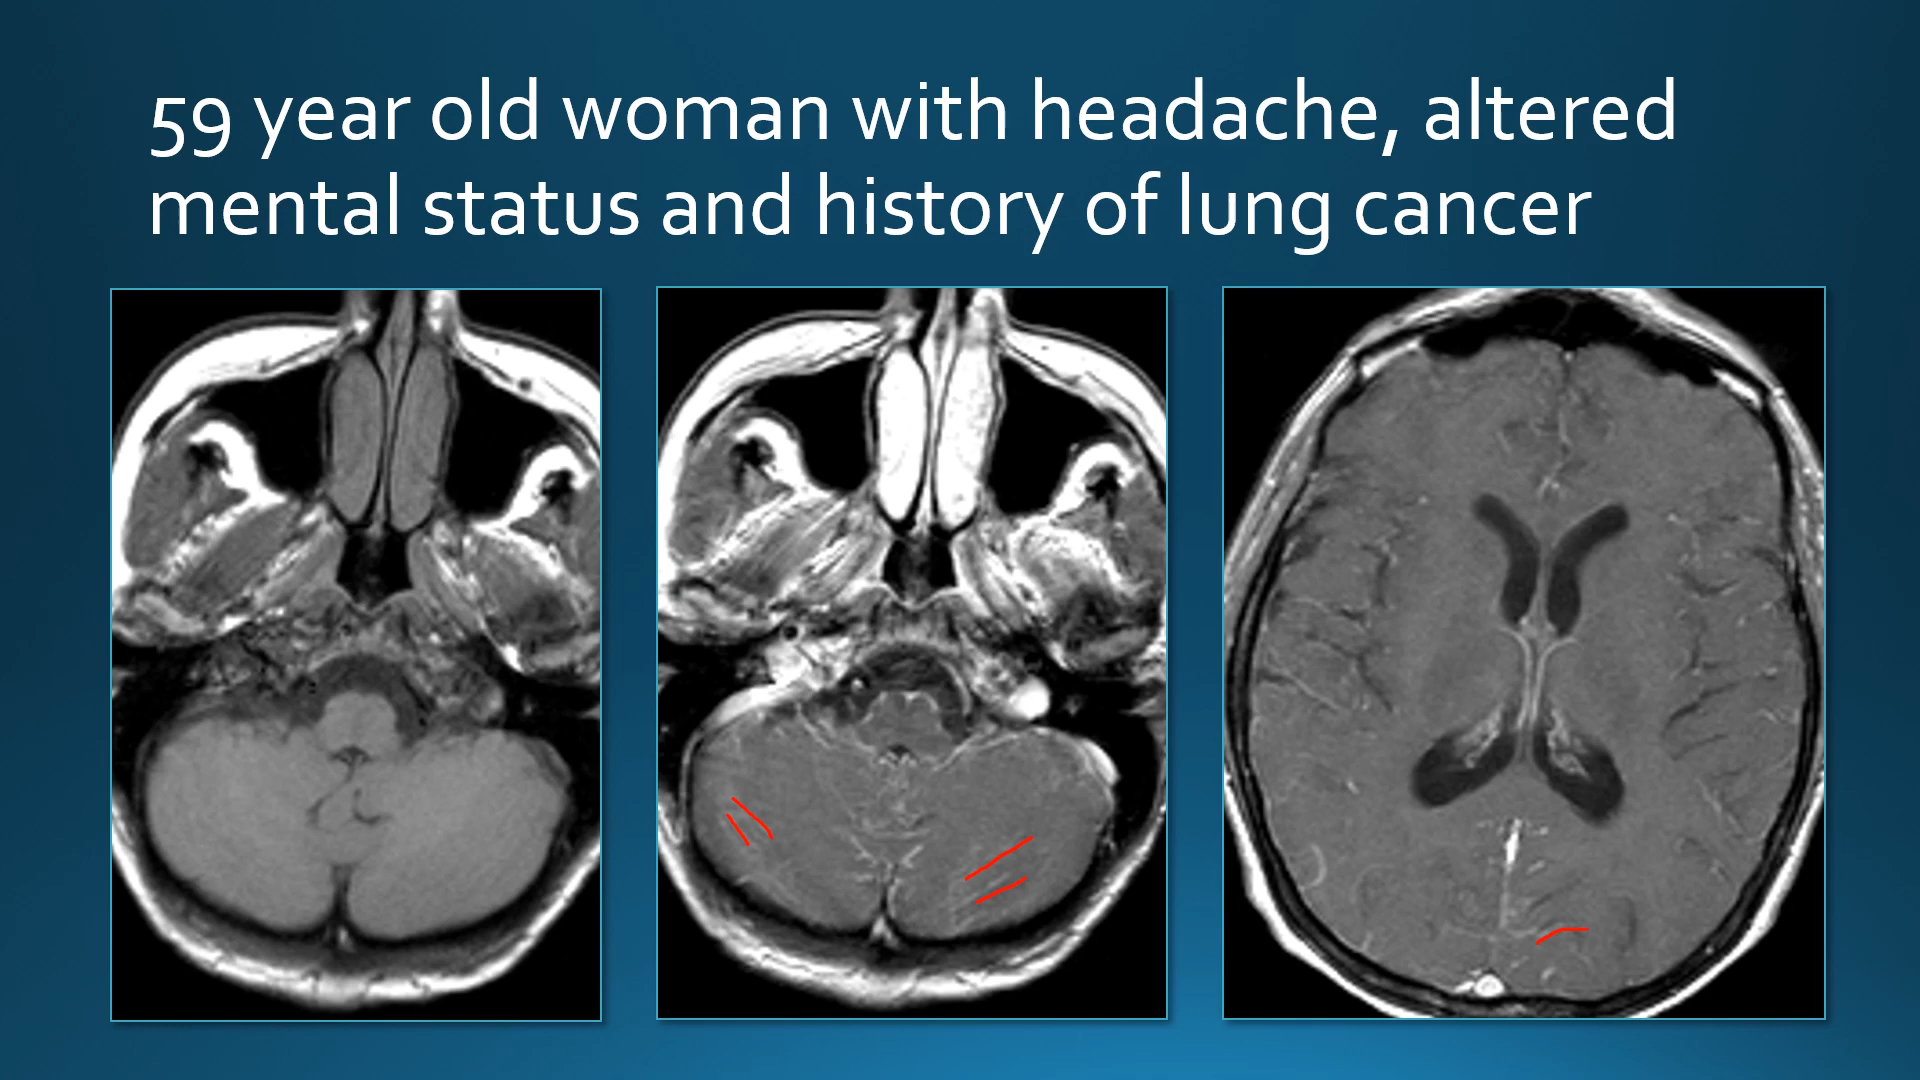 59 year old woman with headache, altered
mental status and history of lung cancer